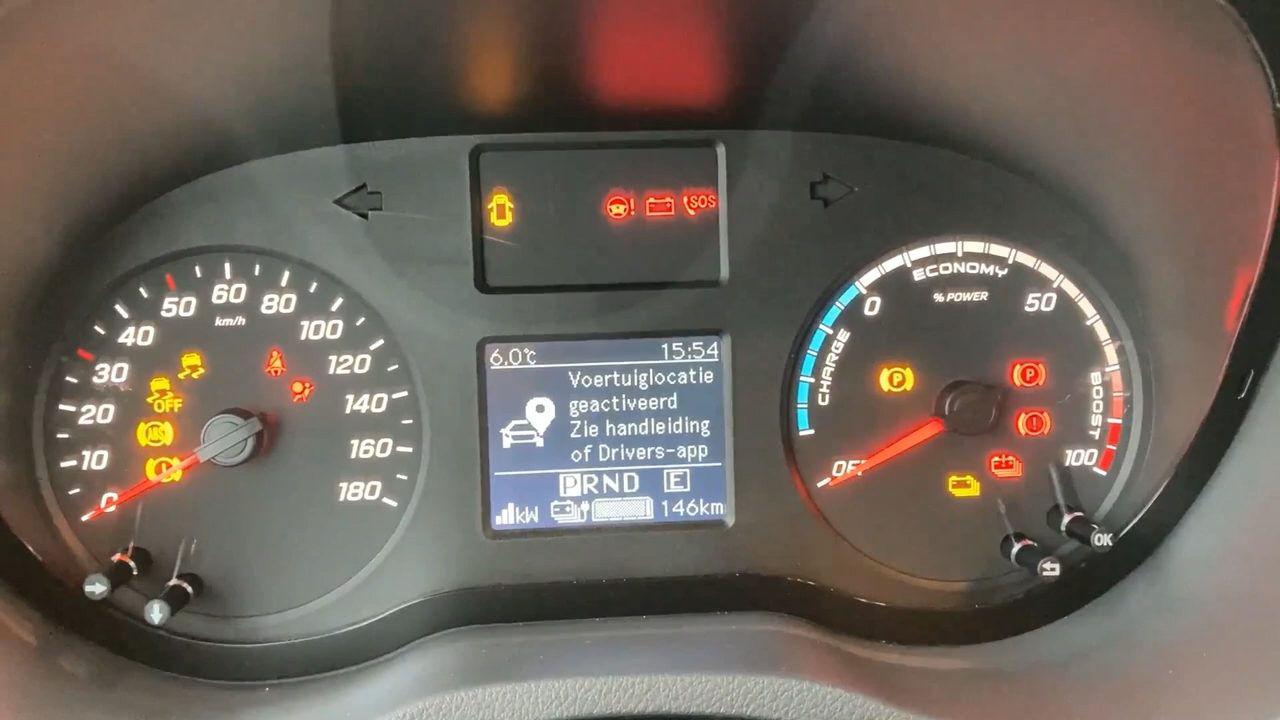 SOS
50 60 80
km/h
40 100
30 120
20 140
10 160
0 180
OFF
ABS
6.0°C 15:54
Voertuiglocatie
geactiveerd
Zie handleiding
of Drivers-app
PRND E
kW 146km
ECONOMY
% POWER
0 50
CHARGE
BOOST
P P
OFF 100
OK